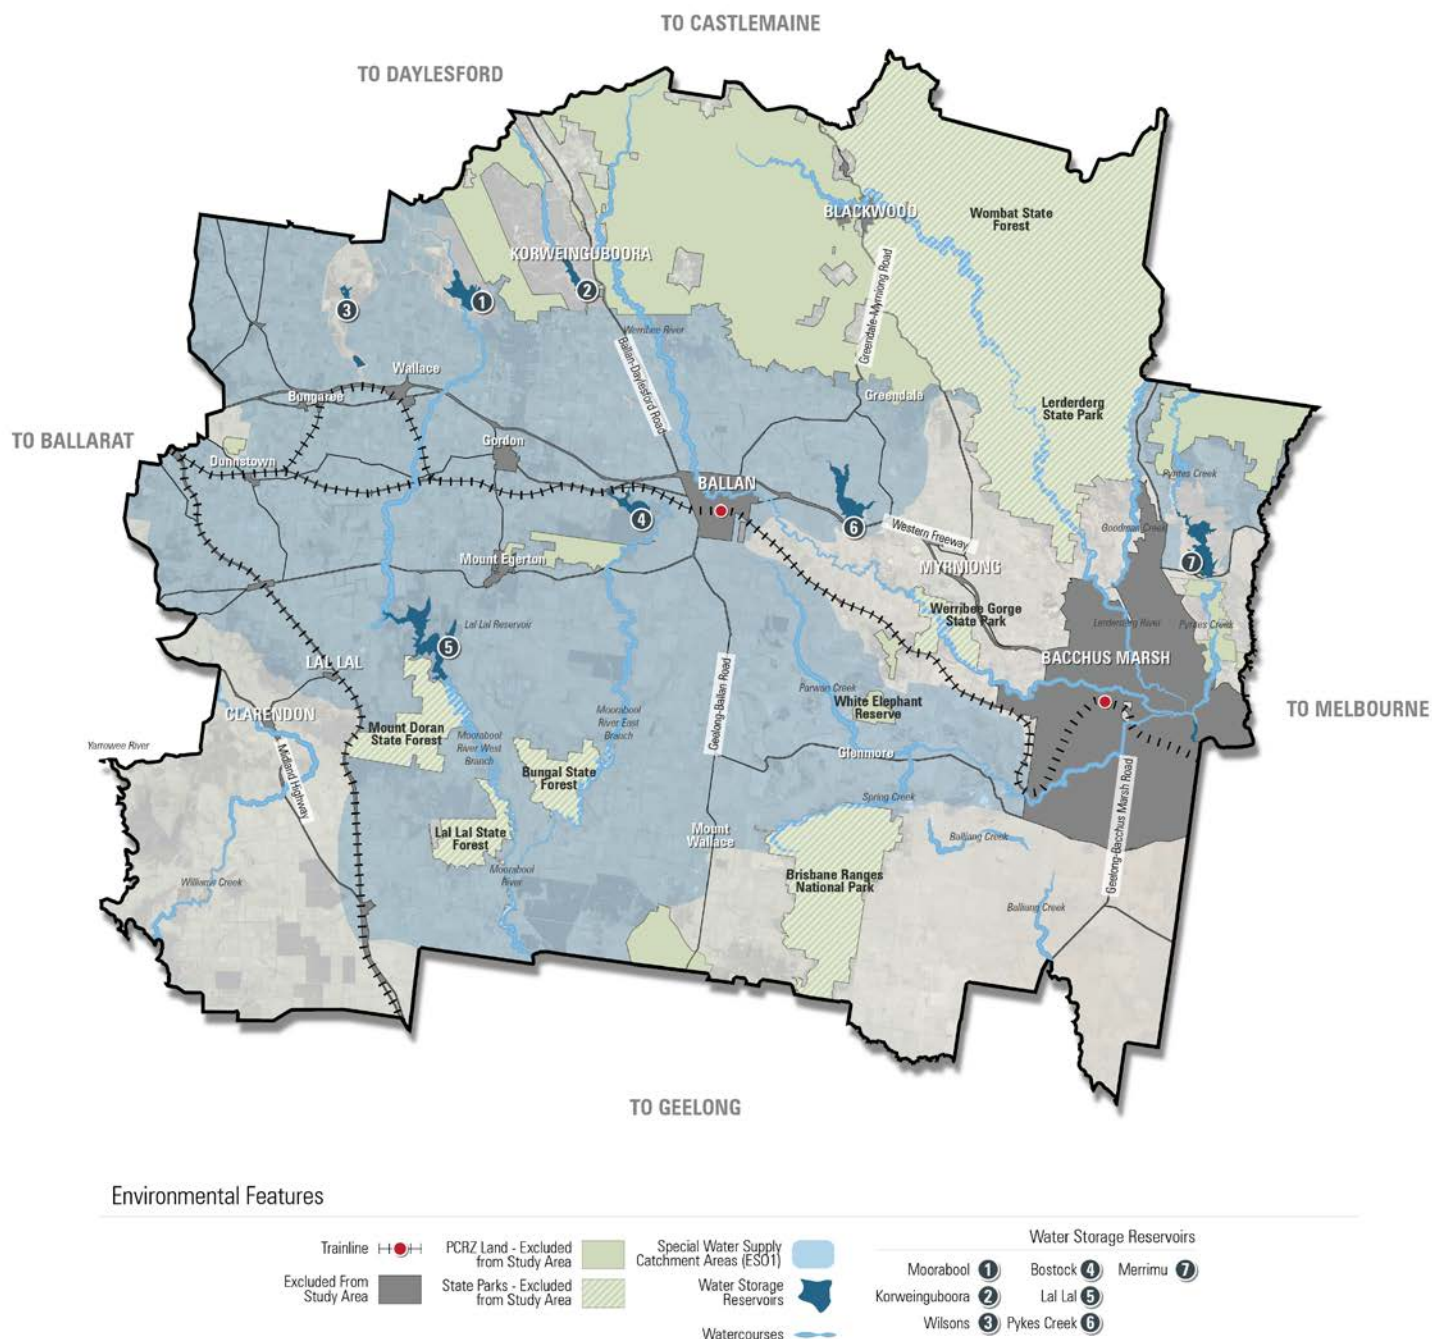 TO CASTLEMAINE
TO DAYLESFORD
BLACKWOOD
Wombat State
Forest
KORWEINGUBOORA
2
1
3
Werribee River
Greendale-Myrniong Road
Ballan-Daylesford Road
Wallace
Bungaree
Greendale
Lerderderg
State Park
TO BALLARAT
Gordon
Dunnstown
Pyrites Creek
BALLAN
4
6
Western Freeway
Goodman Creek
Mount Egerton
MYRNIONG
7
Werribee Gorge
State Park
Lal Lal Reservoir
Lerderderg River
Pyrites Creek
5
LAL LAL
BACCHUS MARSH
Geelong-Ballan Road
Parwan Creek
White Elephant
Reserve
TO MELBOURNE
CLARENDON
Mount Doran
State Forest
Moorabool
River East
Branch
Moorabool
River West
Branch
Yarrowee River
Midland Highway
Glenmore
Bungal State
Forest
Spring Creek
Geelong-Bacchus Marsh Road
Lal Lal State
Forest
Mount
Wallace
Balliang Creek
Moorabool
River
Brisbane Ranges
National Park
Williams Creek
Balliang Creek
TO GEELONG
Environmental Features
Trainline
Excluded From
Study Area
PCRZ Land - Excluded
from Study Area
State Parks - Excluded
from Study Area
Special Water Supply
Catchment Areas (ESO1)
Water Storage
Reservoirs
Watercourses
Water Storage Reservoirs
Moorabool 1
Korweinguboora 2
Wilsons 3
Bostock 4
Lal Lal 5
Pykes Creek 6
Merrimu 7